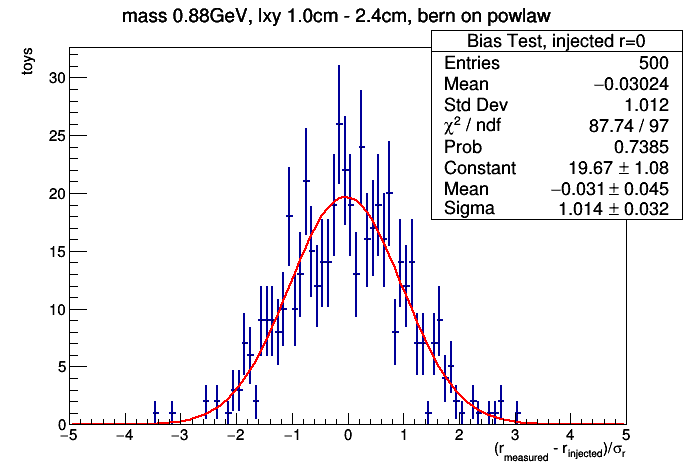 mass 0.88GeV, lxy 1.0cm - 2.4cm, bern on powlaw
Bias Test, injected r=0
Entries 500
Mean −0.03024
Std Dev 1.012
χ² / ndf 87.74 / 97
Prob 0.7385
Constant 19.67 ± 1.08
Mean −0.031 ± 0.045
Sigma 1.014 ± 0.032
toys
30
25
20
15
10
5
0
−5 −4 −3 −2 −1 0 1 2 3 4 5
(r_measured - r_injected)/σ_r